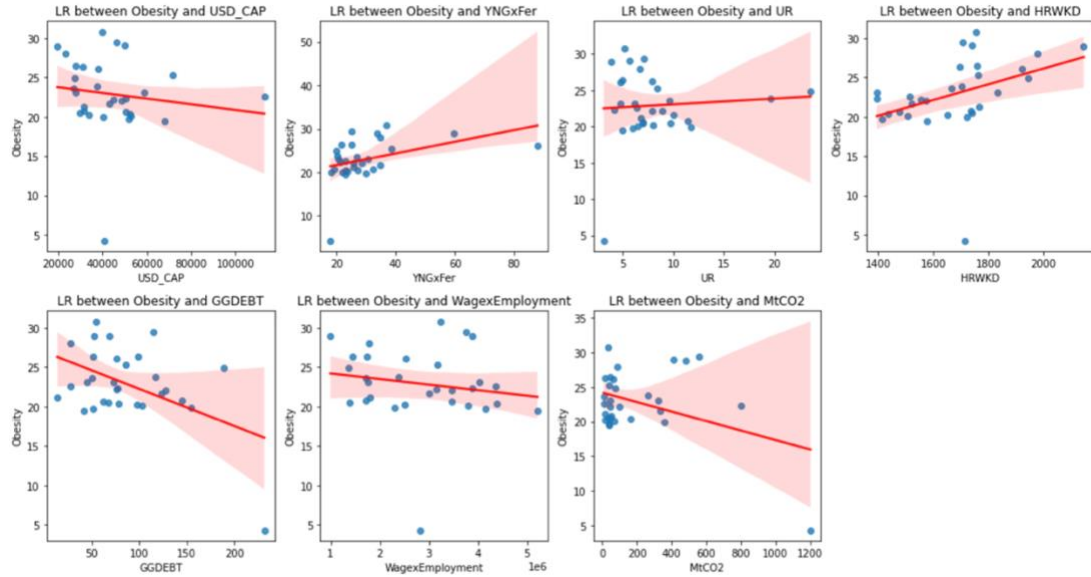 LR between Obesity and USD_CAP
Obesity
30
25
20
15
10
5
20000 40000 60000 80000 100000
USD_CAP
LR between Obesity and YNGxFer
Obesity
50
40
30
20
10
20 40 60 80
YNGxFer
LR between Obesity and UR
Obesity
30
25
20
15
10
5
5 10 15 20
UR
LR between Obesity and HRWKD
Obesity
30
25
20
15
10
5
1400 1600 1800 2000
HRWKD
LR between Obesity and GGDEBT
Obesity
30
25
20
15
10
5
50 100 150 200
GGDEBT
LR between Obesity and WagexEmployment
Obesity
30
25
20
15
10
5
1 2 3 4 5
1e6
WagexEmployment
LR between Obesity and MtCO2
Obesity
35
30
25
20
15
10
5
0 200 400 600 800 1000 1200
MtCO2